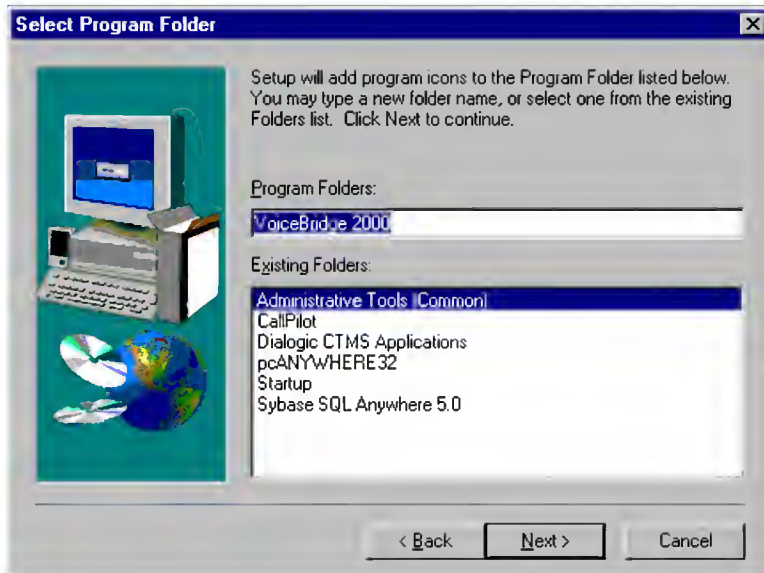 Select Program Folder
Setup will add program icons to the Program Folder listed below.
You may type a new folder name, or select one from the existing
Folders list. Click Next to continue.
Program Folders:
VoiceBridge 2000
Existing Folders:
Administrative Tools (Common)
CallPilot
Dialogic CTMS Applications
pcANYWHERE32
Startup
Sybase SQL Anywhere 5.0
< Back
Next >
Cancel